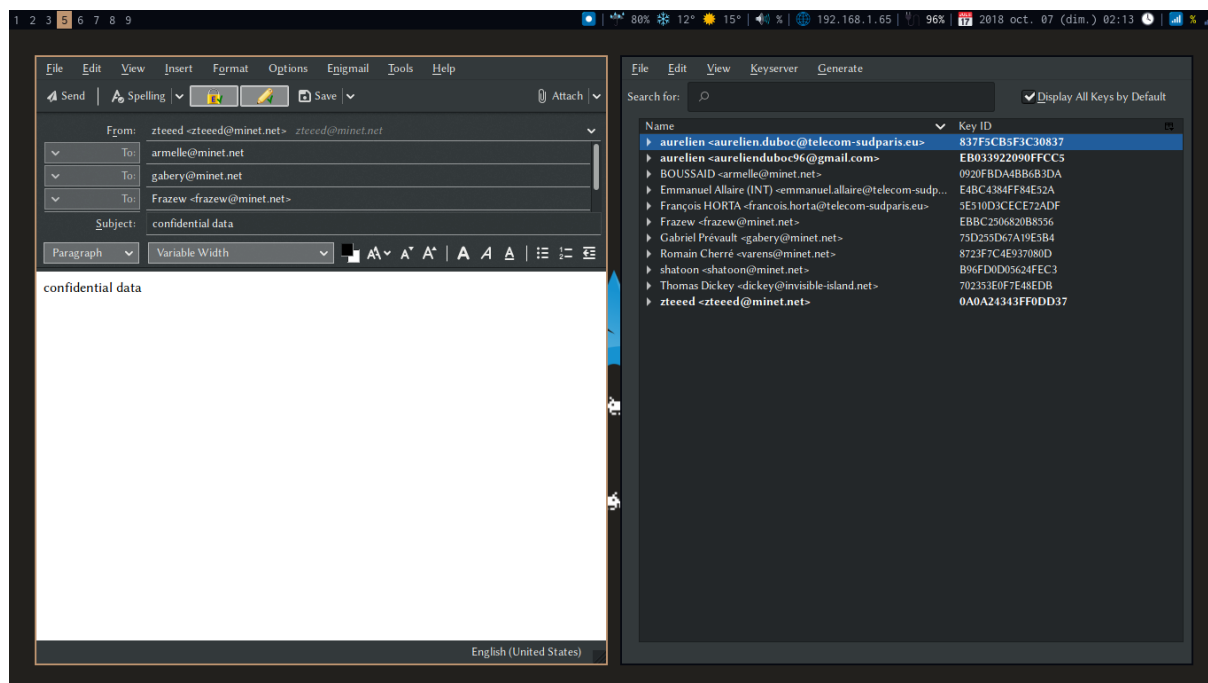 1 2 3 5 6 7 8 9
80% 12° 15° | % | 192.168.1.65 | 96% | 17 2018 oct. 07 (dim.) 02:13 | %
File Edit View Insert Format Options Enigmail Tools Help
Send | Spelling Save Attach
From: zteeed <zteeed@minet.net> zteeed@minet.net
To: armelle@minet.net
To: gabery@minet.net
To: Frazew <frazew@minet.net>
Subject: confidential data
Paragraph Variable Width
confidential data
English (United States)
File Edit View Keyserver Generate
Search for: Display All Keys by Default
Name Key ID
aurelien <aurelien.duboc@telecom-sudparis.eu> 837F5CB5F3C30837
aurelien <aurelienduboc96@gmail.com> EB033922090FFCC5
BOUSSAID <armelle@minet.net> 0920FBDA4BB6B3DA
Emmanuel Allaire (INT) <emmanuel.allaire@telecom-sudp... E4BC4384FF84E52A
François HORTA <francois.horta@telecom-sudparis.eu> 5E510D3CECE72ADF
Frazew <frazew@minet.net> EBBC2506820B8556
Gabriel Prévault <gabery@minet.net> 75D255D67A19E5B4
Romain Cherré <varens@minet.net> 8723F7C4E937080D
shatoon <shatoon@minet.net> B96FD0D05624FEC3
Thomas Dickey <dickey@invisible-island.net> 702353E0F7E48EDB
zteeed <zteeed@minet.net> 0A0A24343FF0DD37